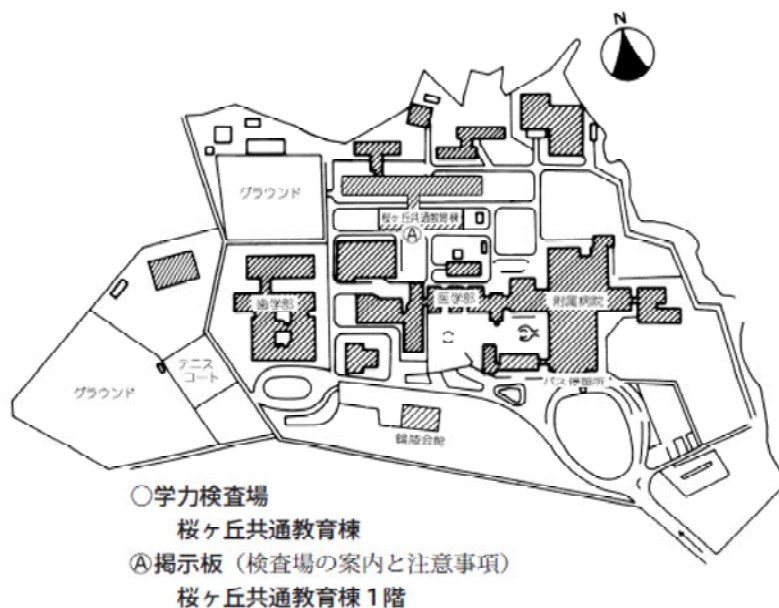 N
グラウンド
桜ヶ丘共通教育棟
Ⓐ
歯学部
医学部
附属病院
テニス
コート
グラウンド
バス停留所
鶴陵会館
○学力検査場
桜ヶ丘共通教育棟
Ⓐ掲示板（検査場の案内と注意事項）
桜ヶ丘共通教育棟1階